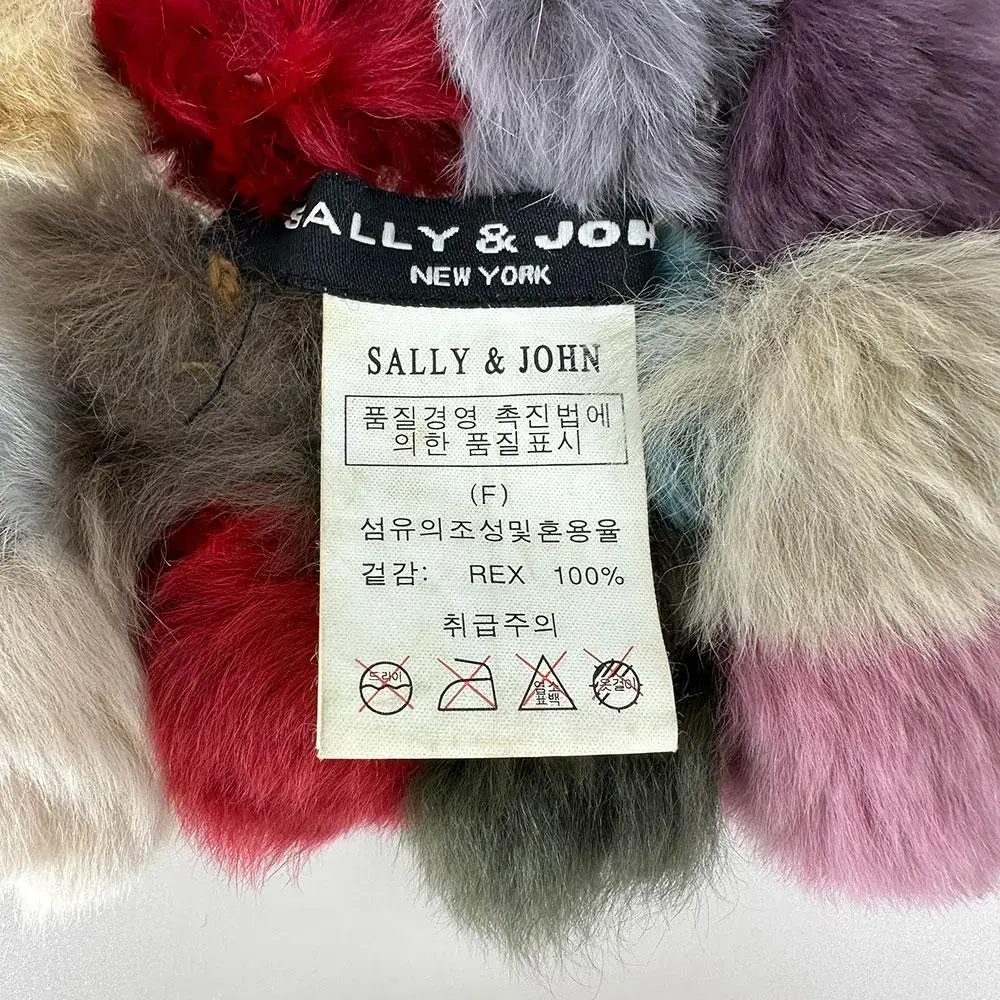 SALLY & JOH
NEW YORK
SALLY & JOHN
품질경영 촉진법에
의한 품질표시
(F)
섬유의조성및혼용율
겉감: REX 100%
취급주의
드라이
염소
표백
옷걸이